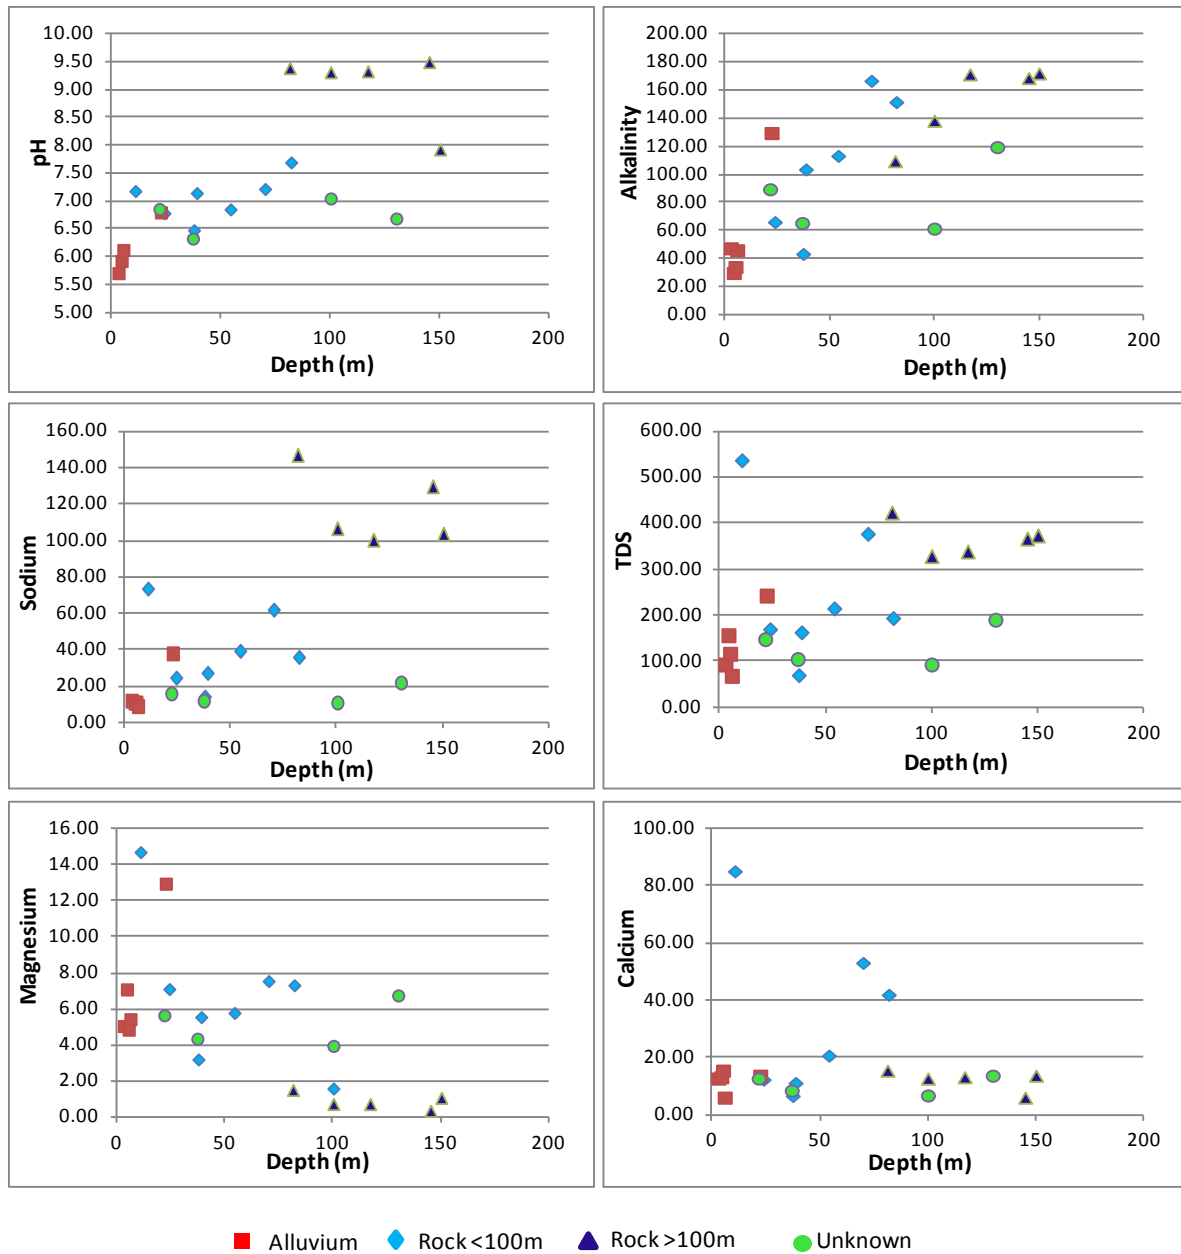 10.00
9.50
9.00
8.50
8.00
7.50
7.00
6.50
6.00
5.50
5.00
pH
0 50 100 150 200
Depth (m)
200.00
180.00
160.00
140.00
120.00
100.00
80.00
60.00
40.00
20.00
0.00
Alkalinity
0 50 100 150 200
Depth (m)
160.00
140.00
120.00
100.00
80.00
60.00
40.00
20.00
0.00
Sodium
0 50 100 150 200
Depth (m)
600.00
500.00
400.00
300.00
200.00
100.00
0.00
TDS
0 50 100 150 200
Depth (m)
16.00
14.00
12.00
10.00
8.00
6.00
4.00
2.00
0.00
Magnesium
0 50 100 150 200
Depth (m)
100.00
80.00
60.00
40.00
20.00
0.00
Calcium
0 50 100 150 200
Depth (m)
Alluvium Rock <100m Rock >100m Unknown